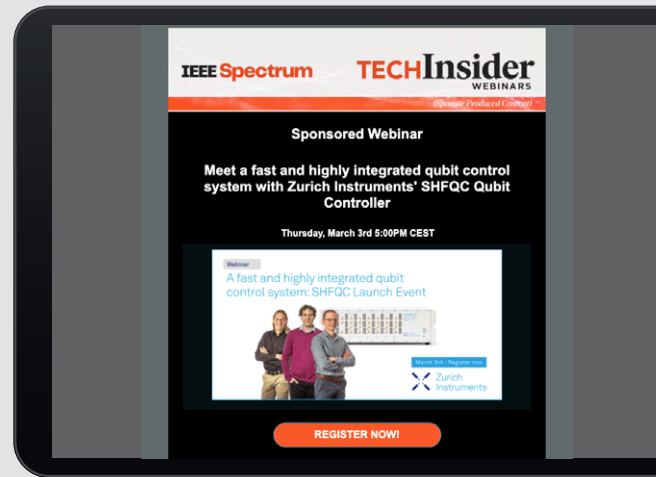 IEEE Spectrum
TECHInsider
WEBINARS
(Sponsor Produced Content)
Sponsored Webinar
Meet a fast and highly integrated qubit control
system with Zurich Instruments' SHFQC Qubit
Controller
Thursday, March 3rd 5:00PM CEST
Webinar
A fast and highly integrated qubit
control system: SHFQC Launch Event
March 3rd – Register now
Zurich
Instruments
REGISTER NOW!